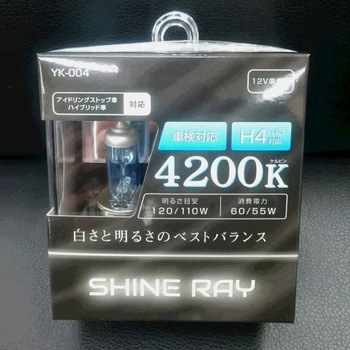 YK-004
12V車
アイドリングストップ車
ハイブリッド車
対応
車検対応
H4
対応
4200K
ケルビン
明るさ目安
120/110W
消費電力
60/55W
白さと明るさのベストバランス
SHINE RAY